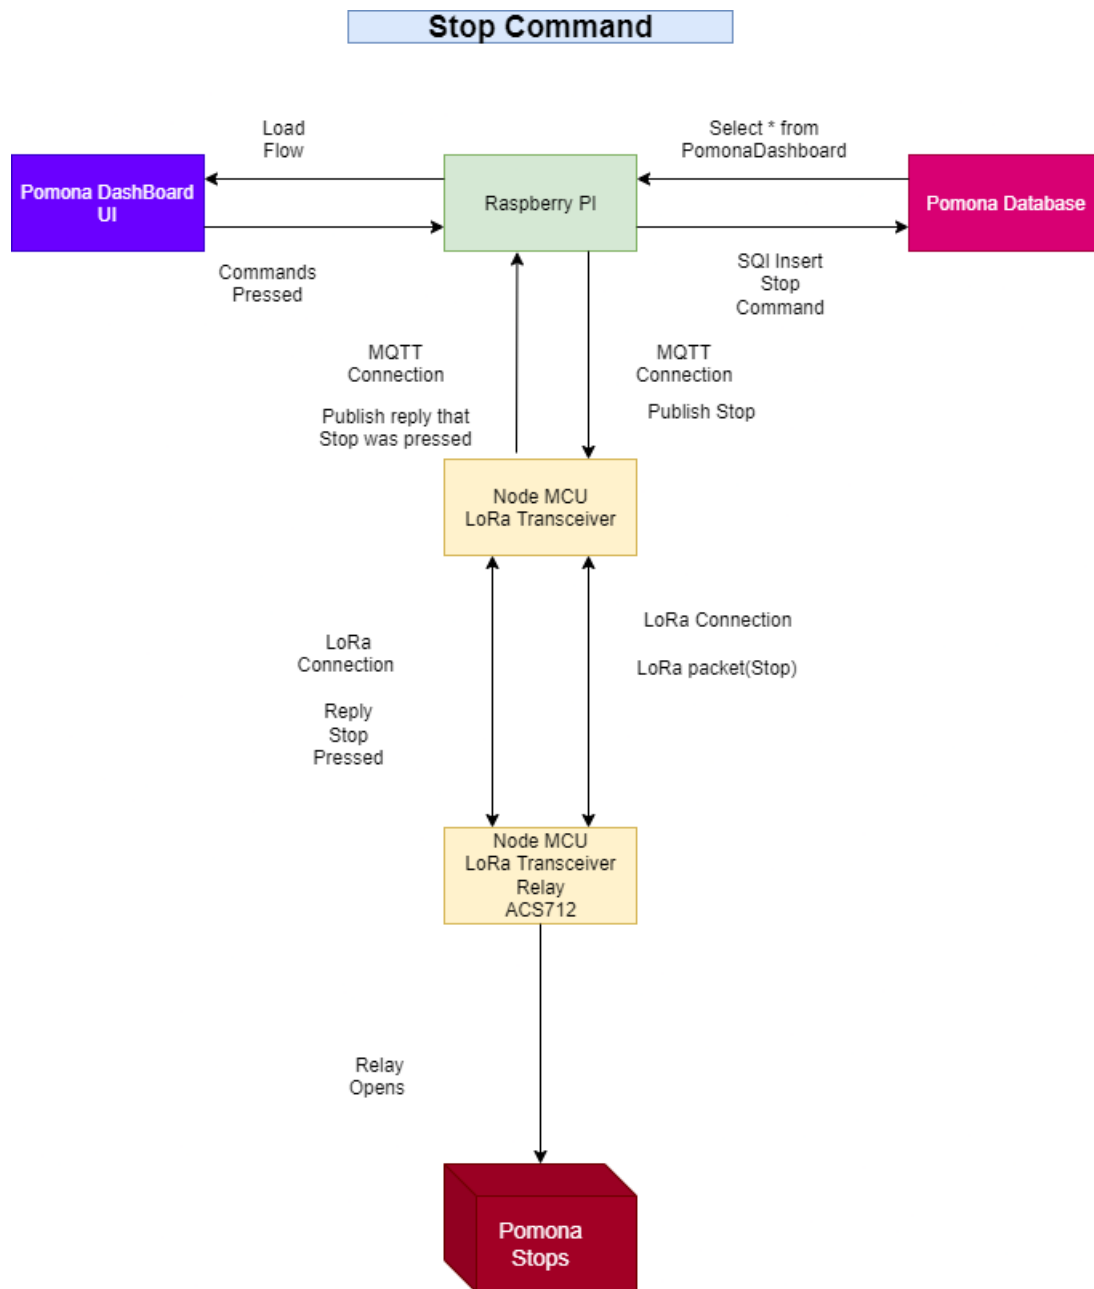 Stop Command
Load
Flow
Select * from
PomonaDashboard
Pomona DashBoard
UI
Raspberry PI
Pomona Database
Commands
Pressed
SQl Insert
Stop
Command
MQTT
Connection
Publish reply that
Stop was pressed
MQTT
Connection
Publish Stop
Node MCU
LoRa Transceiver
LoRa
Connection
Reply
Stop
Pressed
LoRa Connection
LoRa packet(Stop)
Node MCU
LoRa Transceiver
Relay
ACS712
Relay
Opens
Pomona
Stops